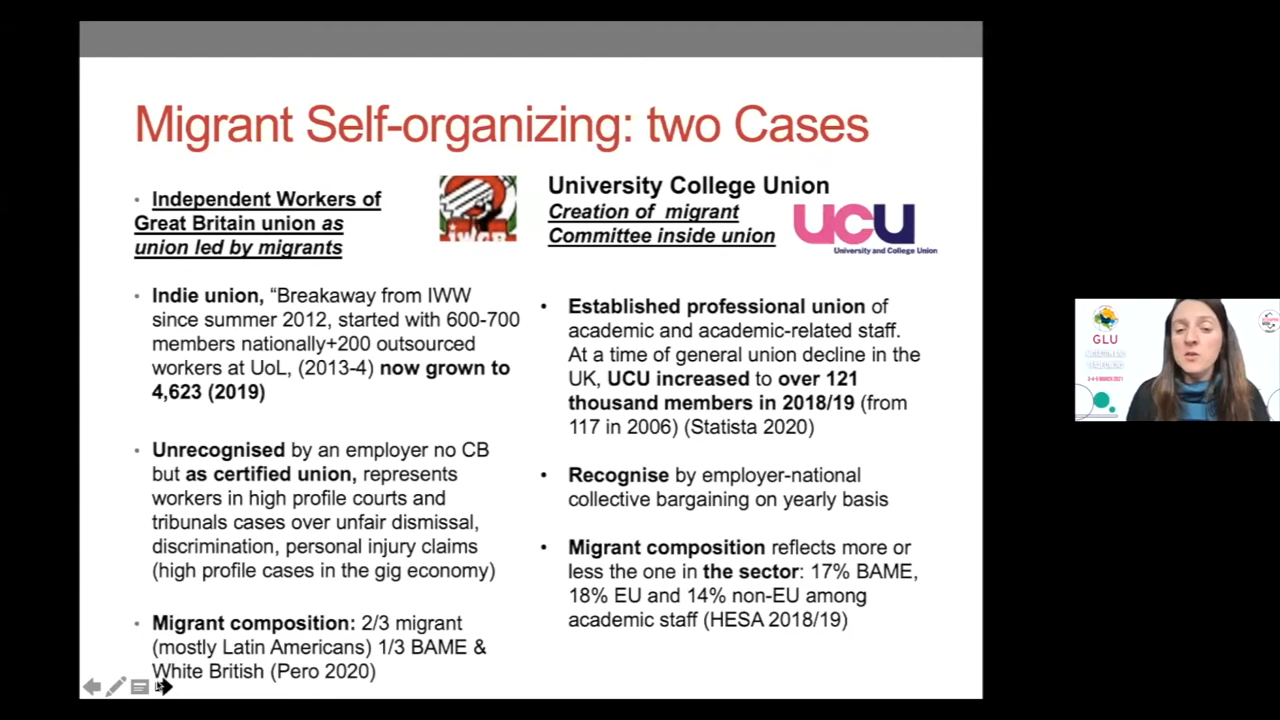 Migrant Self-organizing: two Cases
Independent Workers of
Great Britain union as
union led by migrants
iWGB
Indie union, “Breakaway from IWW
since summer 2012, started with 600-700
members nationally+200 outsourced
workers at UoL, (2013-4) now grown to
4,623 (2019)
Unrecognised by an employer no CB
but as certified union, represents
workers in high profile courts and
tribunals cases over unfair dismissal,
discrimination, personal injury claims
(high profile cases in the gig economy)
Migrant composition: 2/3 migrant
(mostly Latin Americans) 1/3 BAME &
White British (Pero 2020)
University College Union
Creation of migrant
Committee inside union
UCU
University and College Union
Established professional union of
academic and academic-related staff.
At a time of general union decline in the
UK, UCU increased to over 121
thousand members in 2018/19 (from
117 in 2006) (Statista 2020)
Recognise by employer-national
collective bargaining on yearly basis
Migrant composition reflects more or
less the one in the sector: 17% BAME,
18% EU and 14% non-EU among
academic staff (HESA 2018/19)
GLU